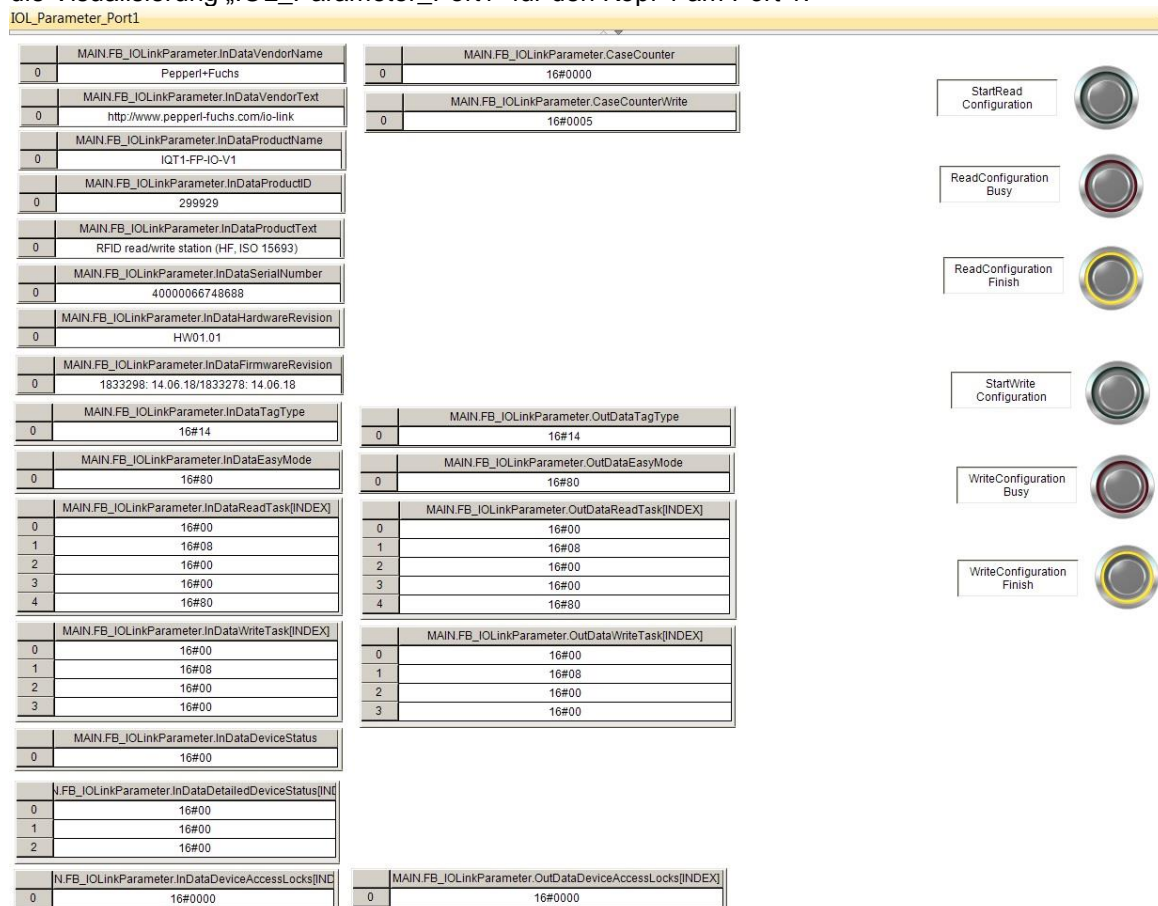 die Visualisierung „IOL_Parameter_Port1“ für den Kopf 1 am Port 1.
IOL_Parameter_Port1
MAIN.FB_IOLinkParameter.InDataVendorName
0 Pepperl+Fuchs
MAIN.FB_IOLinkParameter.InDataVendorText
0 http://www.pepperl-fuchs.com/io-link
MAIN.FB_IOLinkParameter.InDataProductName
0 IQT1-FP-IO-V1
MAIN.FB_IOLinkParameter.InDataProductID
0 299929
MAIN.FB_IOLinkParameter.InDataProductText
0 RFID read/write station (HF, ISO 15693)
MAIN.FB_IOLinkParameter.InDataSerialNumber
0 40000066748688
MAIN.FB_IOLinkParameter.InDataHardwareRevision
0 HW01.01
MAIN.FB_IOLinkParameter.InDataFirmwareRevision
0 1833298: 14.06.18/1833278: 14.06.18
MAIN.FB_IOLinkParameter.InDataTagType
0 16#14
MAIN.FB_IOLinkParameter.InDataEasyMode
0 16#80
MAIN.FB_IOLinkParameter.InDataReadTask[INDEX]
0 16#00
1 16#08
2 16#00
3 16#00
4 16#80
MAIN.FB_IOLinkParameter.InDataWriteTask[INDEX]
0 16#00
1 16#08
2 16#00
3 16#00
MAIN.FB_IOLinkParameter.InDataDeviceStatus
0 16#00
N.FB_IOLinkParameter.InDataDetailedDeviceStatus[IND
0 16#00
1 16#00
2 16#00
N.FB_IOLinkParameter.InDataDeviceAccessLocks[IND
0 16#0000
MAIN.FB_IOLinkParameter.CaseCounter
0 16#0000
MAIN.FB_IOLinkParameter.CaseCounterWrite
0 16#0005
MAIN.FB_IOLinkParameter.OutDataTagType
0 16#14
MAIN.FB_IOLinkParameter.OutDataEasyMode
0 16#80
MAIN.FB_IOLinkParameter.OutDataReadTask[INDEX]
0 16#00
1 16#08
2 16#00
3 16#00
4 16#80
MAIN.FB_IOLinkParameter.OutDataWriteTask[INDEX]
0 16#00
1 16#08
2 16#00
3 16#00
MAIN.FB_IOLinkParameter.OutDataDeviceAccessLocks[INDEX]
0 16#0000
StartRead
Configuration
ReadConfiguration
Busy
ReadConfiguration
Finish
StartWrite
Configuration
WriteConfiguration
Busy
WriteConfiguration
Finish